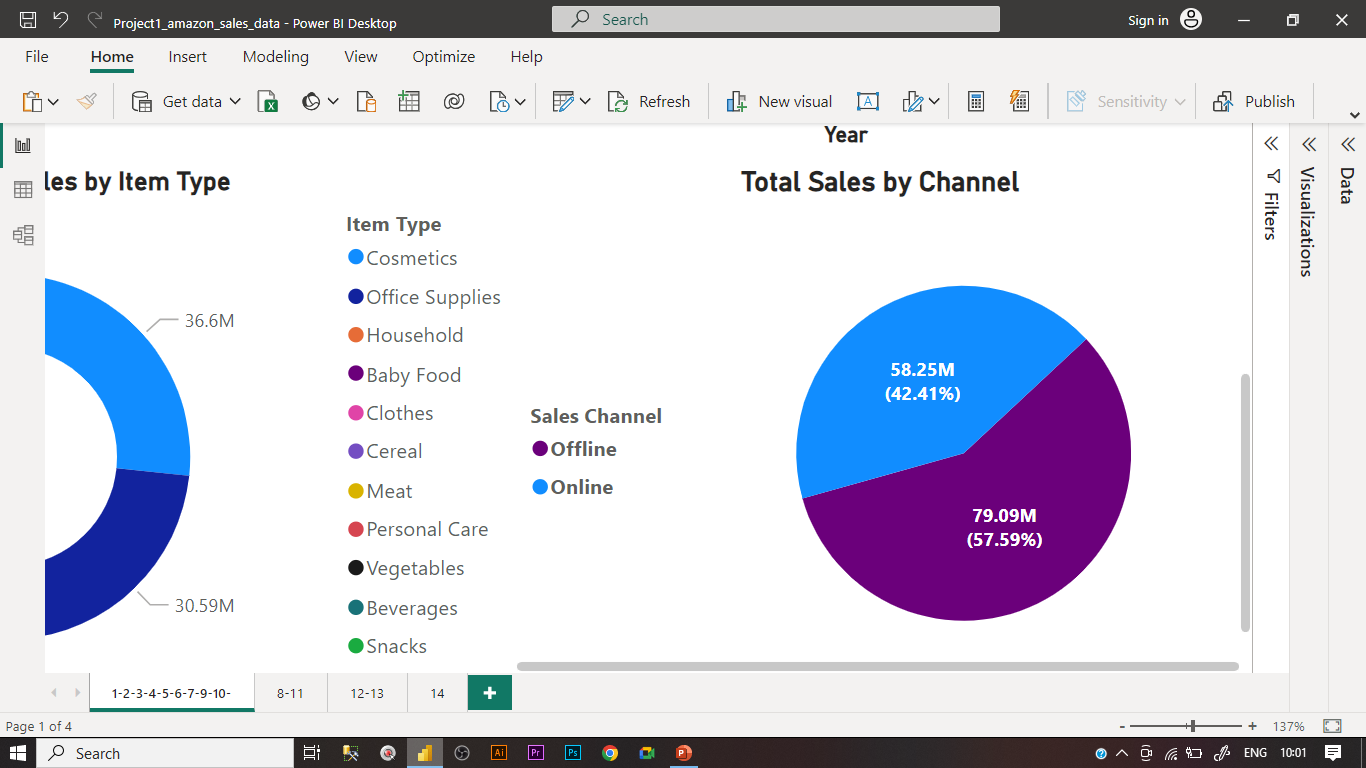 Project1_amazon_sales_data - Power BI Desktop
Search
Sign in
File
Home
Insert
Modeling
View
Optimize
Help
Get data
Refresh
New visual
Sensitivity
Publish
Year
les by Item Type
Item Type
Cosmetics
Office Supplies
Household
Baby Food
Clothes
Cereal
Meat
Personal Care
Vegetables
Beverages
Snacks
36.6M
30.59M
Total Sales by Channel
Sales Channel
Offline
Online
58.25M
(42.41%)
79.09M
(57.59%)
Filters
Visualizations
Data
1-2-3-4-5-6-7-9-10-
8-11
12-13
14
Page 1 of 4
137%
Search
Ai
Pr
Ps
ENG
10:01